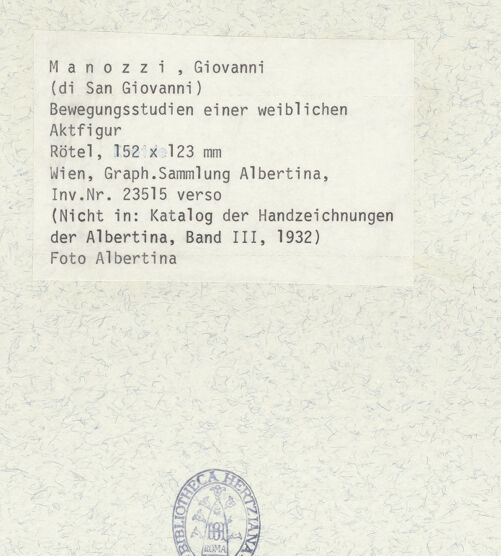 Manozzi, Giovanni
(di San Giovanni)
Bewegungsstudien einer weiblichen
Aktfigur
Rötel, 152 x 123 mm
Wien, Graph.Sammlung Albertina,
Inv.Nr. 23515 verso
(Nicht in: Katalog der Handzeichnungen
der Albertina, Band III, 1932)
Foto Albertina
BIBLIOTHECA HERTZIANA
ROMA